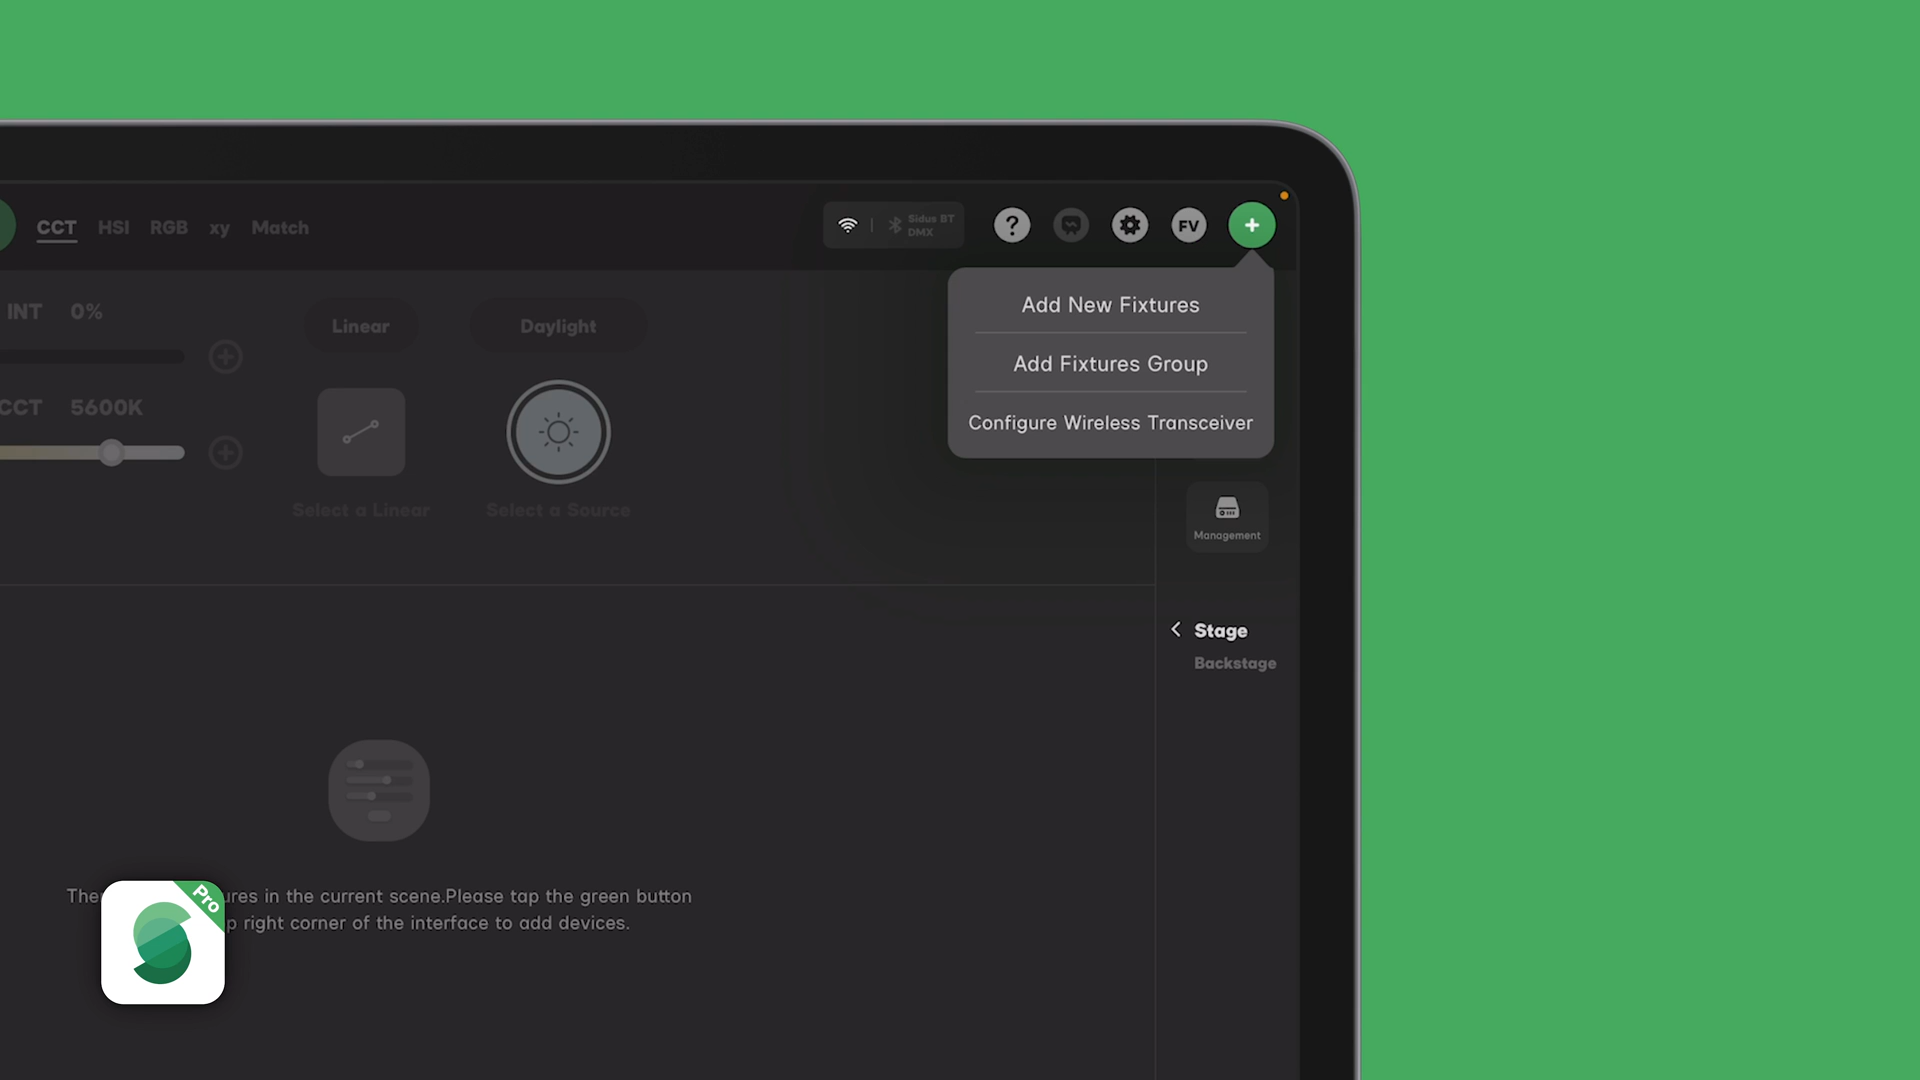 CCT HSI RGB xy Match
Sidus BT
DMX
?
FV
+
Add New Fixtures
Add Fixtures Group
Configure Wireless Transceiver
INT 0%
Linear
Daylight
CCT 5600K
Select a Linear
Select a Source
Management
Stage
Backstage
in the current scene.Please tap the green button
right corner of the interface to add devices.
Pro